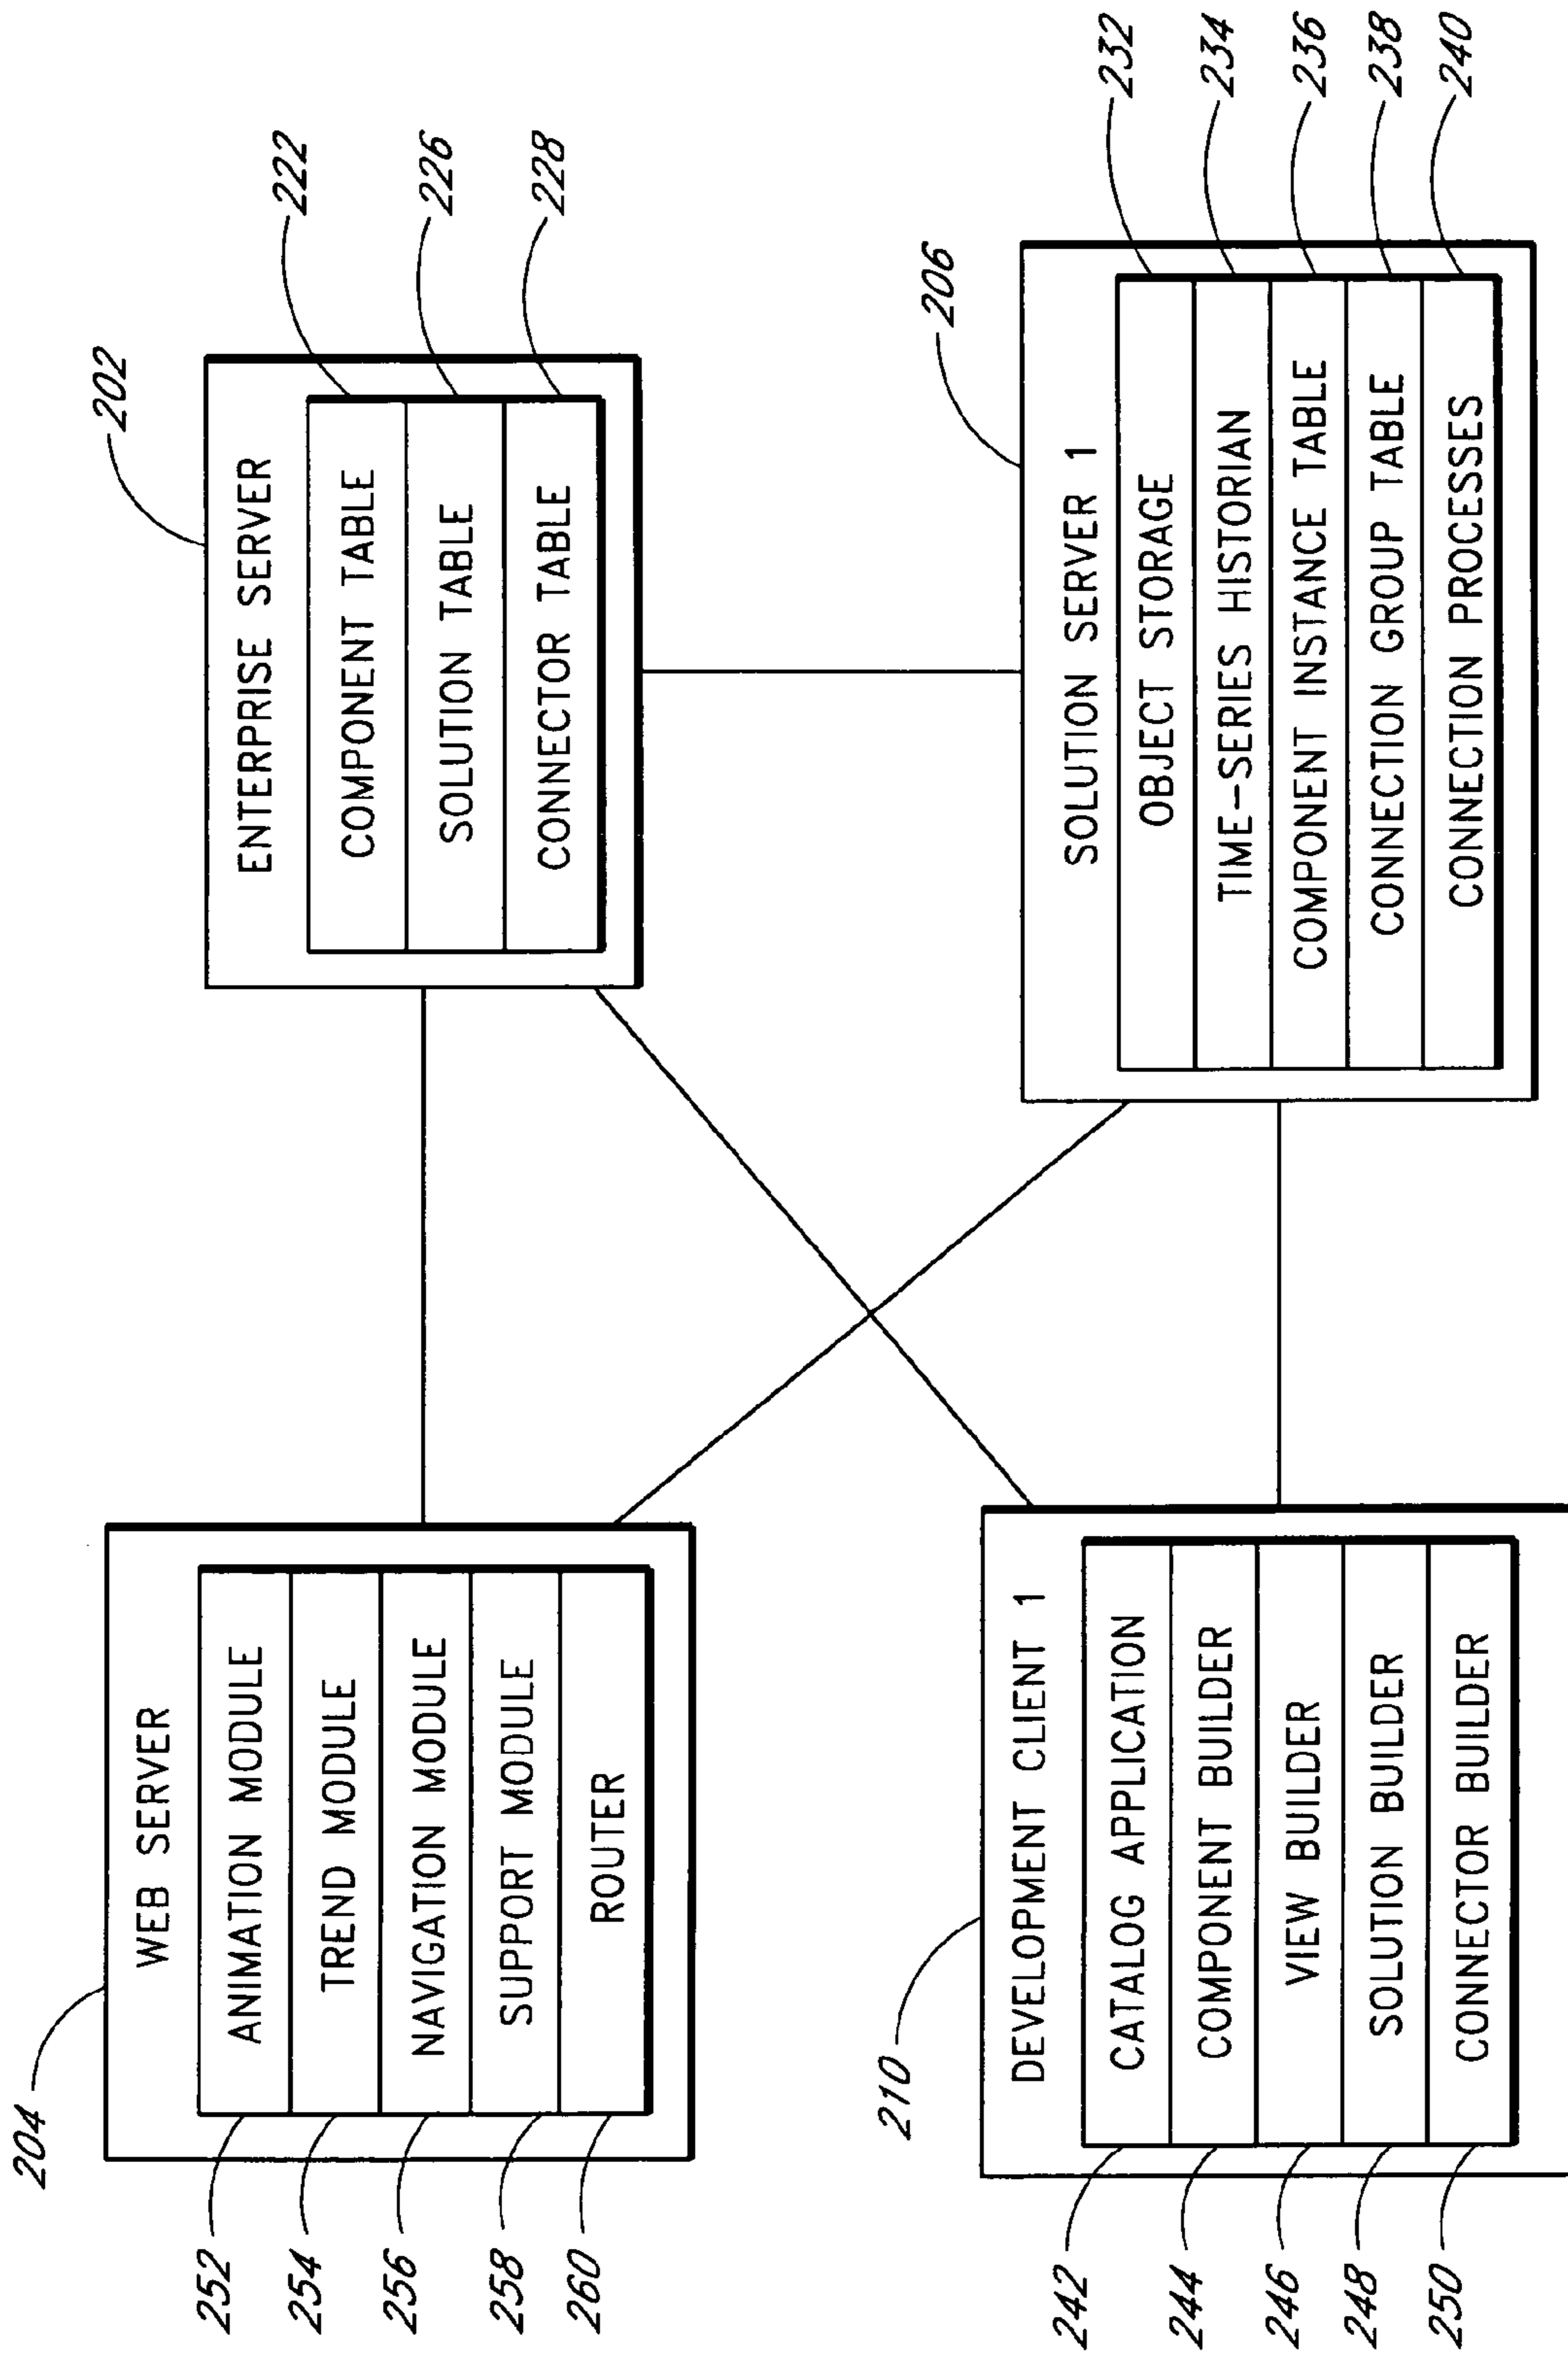 204
WEB SERVER
252 ANIMATION MODULE
254 TREND MODULE
256 NAVIGATION MODULE
258 SUPPORT MODULE
260 ROUTER
202
ENTERPRISE SERVER
COMPONENT TABLE 222
SOLUTION TABLE 226
CONNECTOR TABLE 228
210
DEVELOPMENT CLIENT 1
242 CATALOG APPLICATION
244 COMPONENT BUILDER
246 VIEW BUILDER
248 SOLUTION BUILDER
250 CONNECTOR BUILDER
206
SOLUTION SERVER 1
OBJECT STORAGE 232
TIME-SERIES HISTORIAN 234
COMPONENT INSTANCE TABLE 236
CONNECTION GROUP TABLE 238
CONNECTION PROCESSES 240